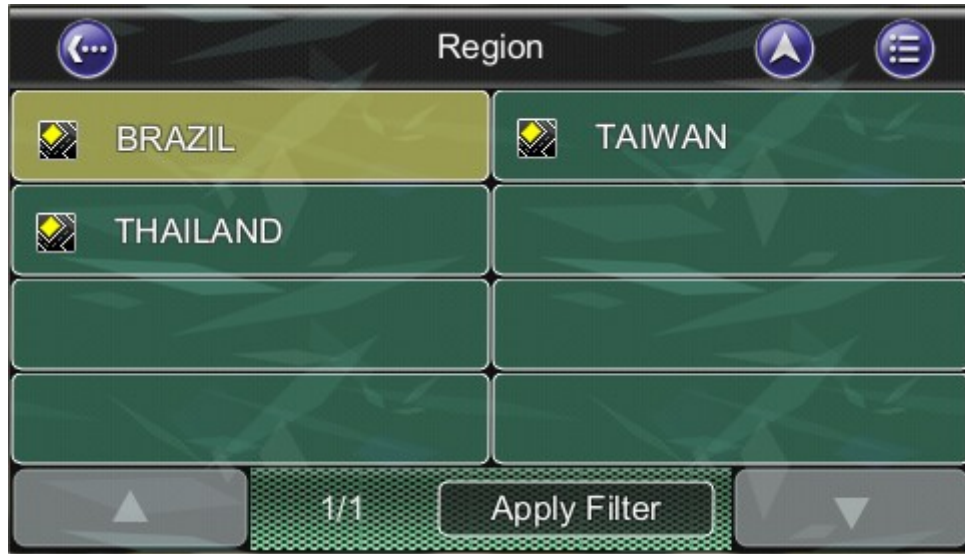 Region
BRAZIL
TAIWAN
THAILAND
1/1
Apply Filter